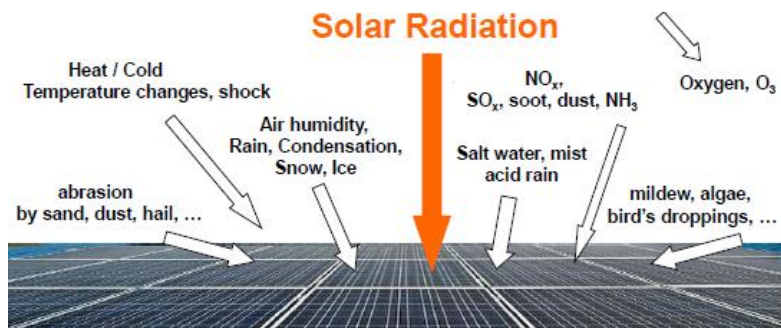 Solar Radiation
Heat / Cold
Temperature changes, shock
Air humidity,
Rain, Condensation,
Snow, Ice
abrasion
by sand, dust, hail, ...
NOx,
SOx, soot, dust, NH3
Oxygen, O3
Salt water, mist
acid rain
mildew, algae,
bird's droppings, ...